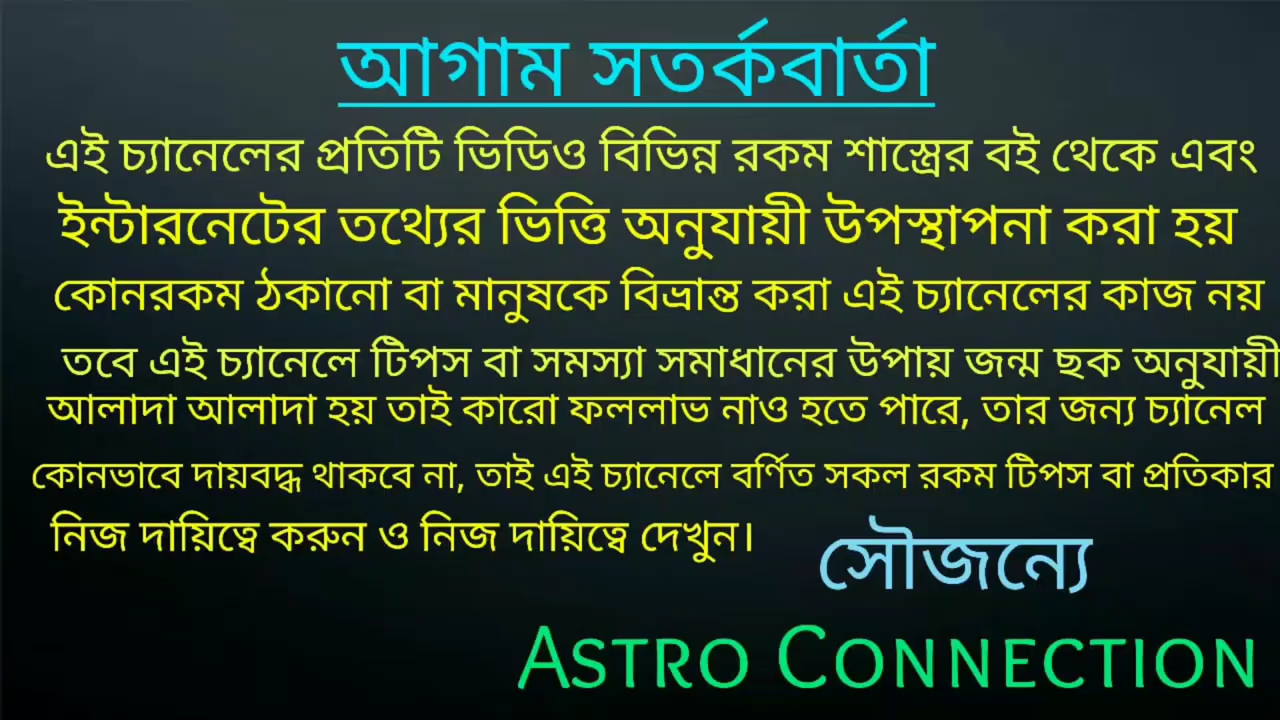 আগাম সতর্কবার্তা
এই চ্যানেলের প্রতিটি ভিডিও বিভিন্ন রকম শাস্ত্রের বই থেকে এবং
ইন্টারনেটের তথ্যের ভিত্তি অনুযায়ী উপস্থাপনা করা হয়
কোনরকম ঠকানো বা মানুষকে বিভ্রান্ত করা এই চ্যানেলের কাজ নয়
তবে এই চ্যানেলে টিপস বা সমস্যা সমাধানের উপায় জন্ম ছক অনুযায়ী
আলাদা আলাদা হয় তাই কারো ফললাভ নাও হতে পারে, তার জন্য চ্যানেল
কোনভাবে দায়বদ্ধ থাকবে না, তাই এই চ্যানেলে বর্ণিত সকল রকম টিপস বা প্রতিকার
নিজ দায়িত্বে করুন ও নিজ দায়িত্বে দেখুন।
সৌজন্যে
ASTRO CONNECTION